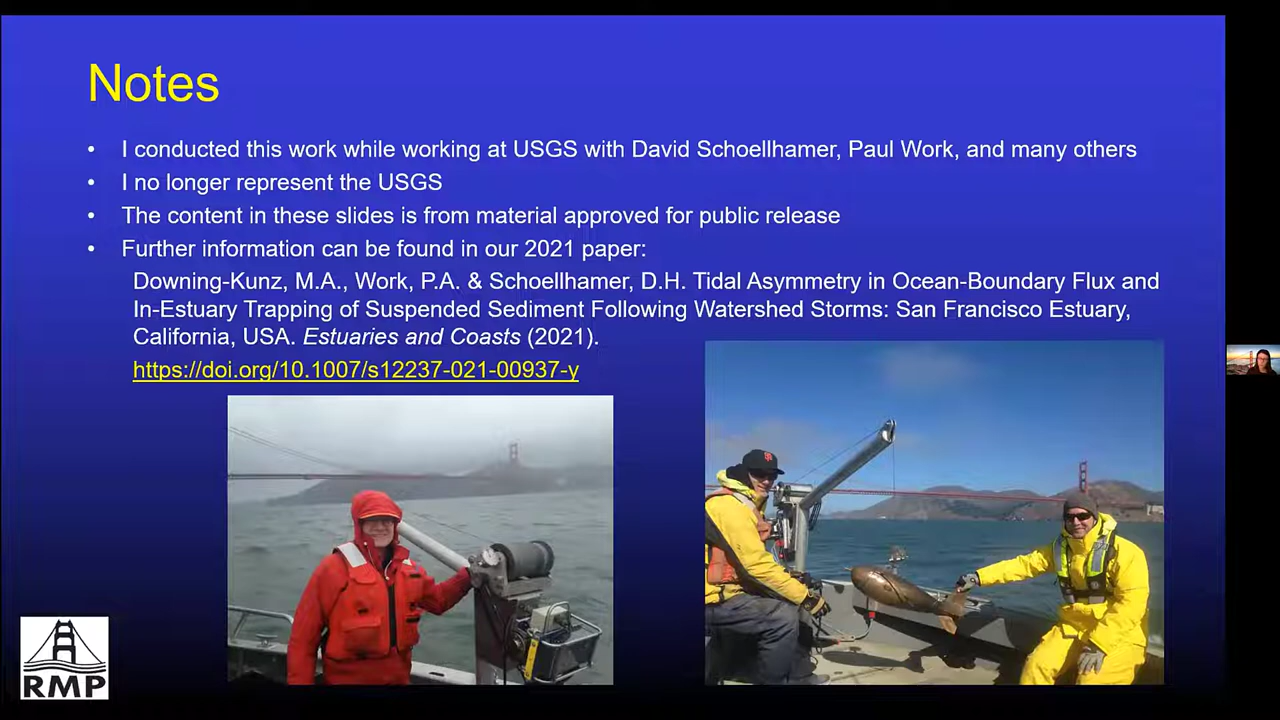 Notes
• I conducted this work while working at USGS with David Schoellhamer, Paul Work, and many others
• I no longer represent the USGS
• The content in these slides is from material approved for public release
• Further information can be found in our 2021 paper:
Downing-Kunz, M.A., Work, P.A. & Schoellhamer, D.H. Tidal Asymmetry in Ocean-Boundary Flux and
In-Estuary Trapping of Suspended Sediment Following Watershed Storms: San Francisco Estuary,
California, USA. Estuaries and Coasts (2021).
https://doi.org/10.1007/s12237-021-00937-y
RMP